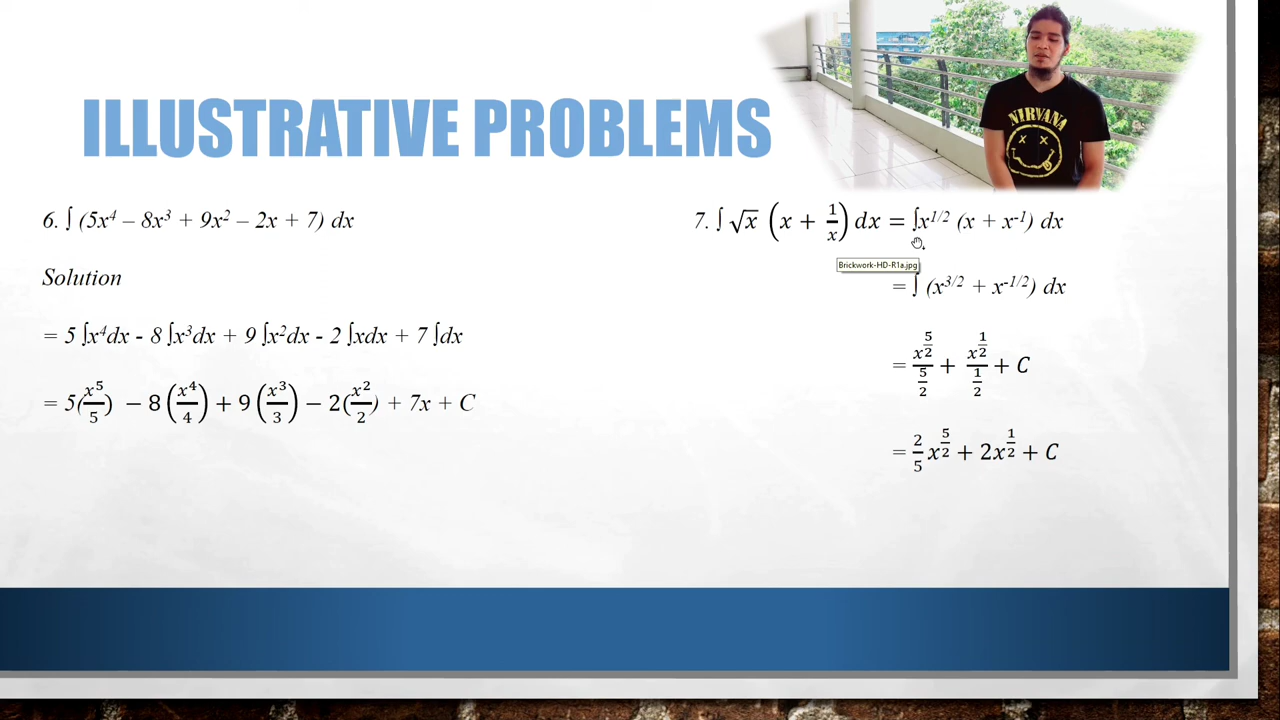 ILLUSTRATIVE PROBLEMS
NIRVANA
6. ∫ (5x⁴ – 8x³ + 9x² – 2x + 7) dx
Solution
= 5 ∫x⁴dx - 8 ∫x³dx + 9 ∫x²dx - 2 ∫xdx + 7 ∫dx
= 5(x⁵/5) − 8(x⁴/4) + 9(x³/3) − 2(x²/2) + 7x + C
7. ∫ √x (x + 1/x) dx = ∫x^1/2 (x + x^-1) dx
Brickwork-HD-R1a.jpg
= ∫ (x^3/2 + x^-1/2) dx
= x^(5/2)/(5/2) + x^(1/2)/(1/2) + C
= 2/5 x^(5/2) + 2x^(1/2) + C